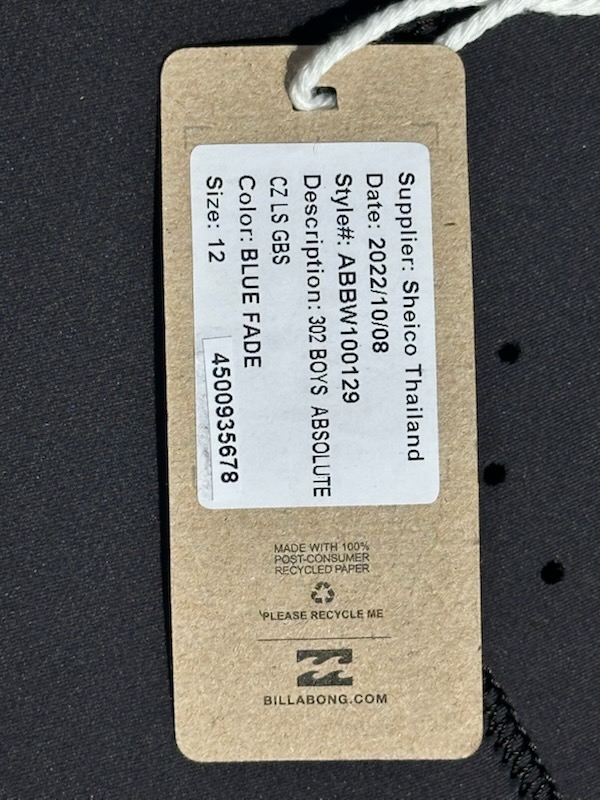 Supplier: Sheico Thailand
Date: 2022/10/08
Style#: ABBW100129
Description: 302 BOYS ABSOLUTE
CZ LS GBS
Color: BLUE FADE
Size: 12
4500935678
MADE WITH 100%
POST-CONSUMER
RECYCLED PAPER
PLEASE RECYCLE ME
BILLABONG.COM